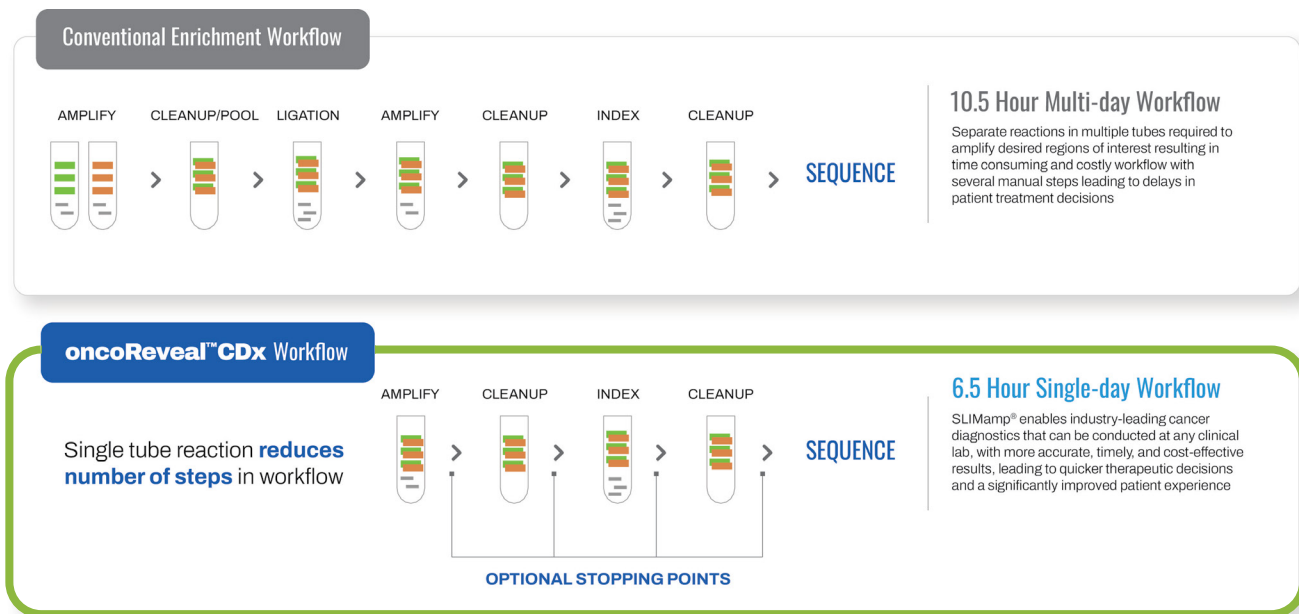 Conventional Enrichment Workflow
AMPLIFY CLEANUP/POOL LIGATION AMPLIFY CLEANUP INDEX CLEANUP
SEQUENCE
10.5 Hour Multi-day Workflow
Separate reactions in multiple tubes required to
amplify desired regions of interest resulting in
time consuming and costly workflow with
several manual steps leading to delays in
patient treatment decisions
oncoReveal™CDx Workflow
Single tube reaction reduces
number of steps in workflow
AMPLIFY CLEANUP INDEX CLEANUP
SEQUENCE
OPTIONAL STOPPING POINTS
6.5 Hour Single-day Workflow
SLIMamp® enables industry-leading cancer
diagnostics that can be conducted at any clinical
lab, with more accurate, timely, and cost-effective
results, leading to quicker therapeutic decisions
and a significantly improved patient experience